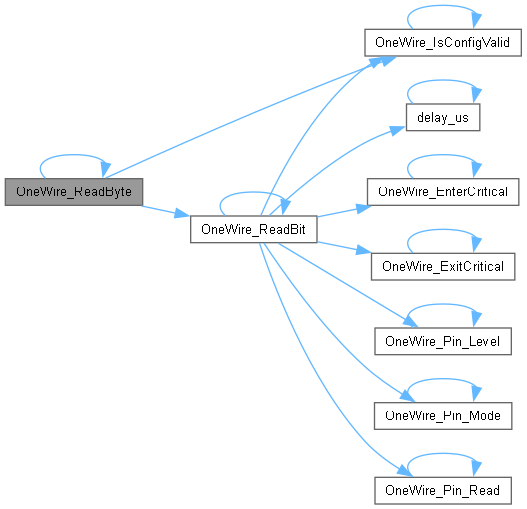 OneWire_IsConfigValid
delay_us
OneWire_ReadByte
OneWire_EnterCritical
OneWire_ReadBit
OneWire_ExitCritical
OneWire_Pin_Level
OneWire_Pin_Mode
OneWire_Pin_Read